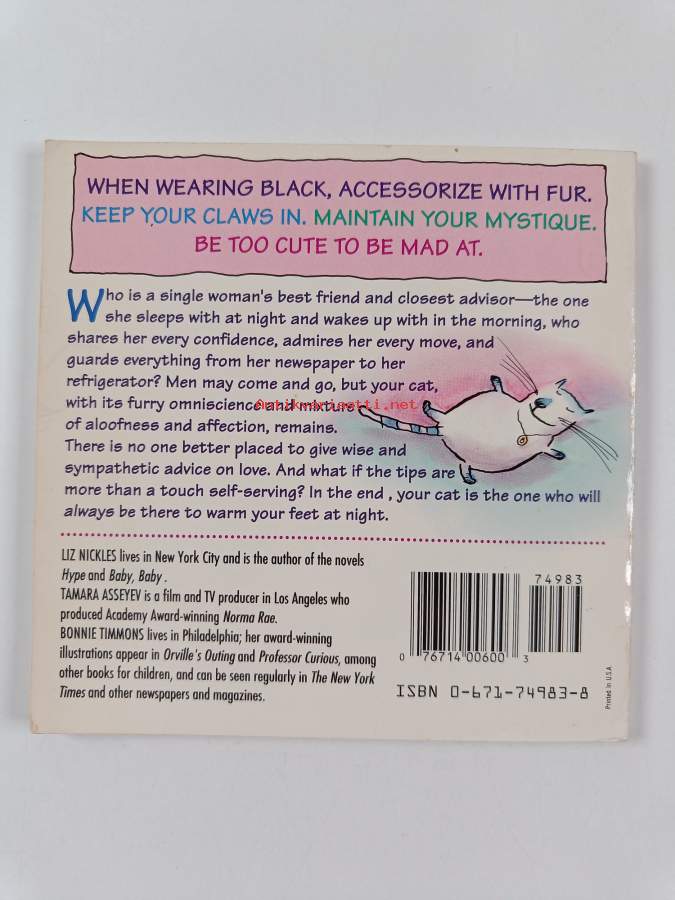 WHEN WEARING BLACK, ACCESSORIZE WITH FUR.
KEEP YOUR CLAWS IN. MAINTAIN YOUR MYSTIQUE.
BE TOO CUTE TO BE MAD AT.
Who is a single woman's best friend and closest advisor—the one
she sleeps with at night and wakes up with in the morning, who
shares her every confidence, admires her every move, and
guards everything from her newspaper to her
refrigerator? Men may come and go, but your cat,
with its furry omniscience and mixture
Antikvariaatti.net
of aloofness and affection, remains.
There is no one better placed to give wise and
sympathetic advice on love. And what if the tips are
more than a touch self-serving? In the end , your cat is the one who will
always be there to warm your feet at night.
LIZ NICKLES lives in New York City and is the author of the novels
Hype and Baby, Baby .
TAMARA ASSEYEV is a film and TV producer in Los Angeles who
produced Academy Award-winning Norma Rae.
BONNIE TIMMONS lives in Philadelphia; her award-winning
illustrations appear in Orville's Outing and Professor Curious, among
other books for children, and can be seen regularly in The New York
Times and other newspapers and magazines.
74983
0 76714 00600 3
ISBN 0-671-74983-8
Printed in U.S.A.